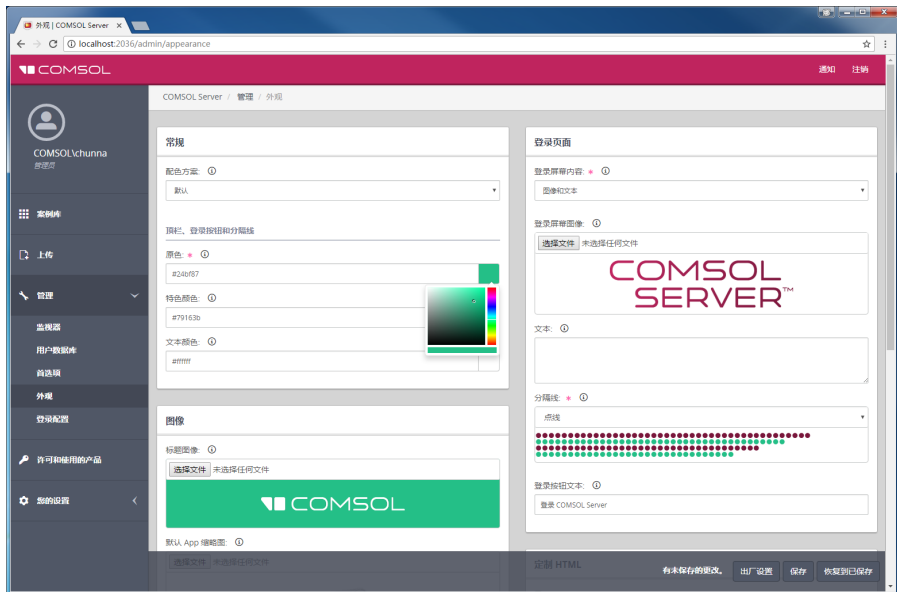 外观 | COMSOL Server
localhost:2036/admin/appearance
COMSOL
通知 注销
COMSOL Server / 管理 / 外观
COMSOL\chunna
管理员
案例库
上传
管理
监视器
用户数据库
首选项
外观
登录配置
许可和使用的产品
您的设置
常规
配色方案:
默认
顶栏、登录按钮和分隔线
原色: *
#24bf87
特色颜色:
#79163b
文本颜色:
#ffffff
图像
标题图像:
选择文件 未选择任何文件
COMSOL
默认 App 缩略图:
选择文件 未选择任何文件
登录页面
登录屏幕内容: *
图像和文本
登录屏幕图像:
选择文件 未选择任何文件
COMSOL
SERVER™
文本:
分隔线: *
点线
登录按钮文本:
登录 COMSOL Server
定制 HTML
有未保存的更改。 出厂设置 保存 恢复到已保存